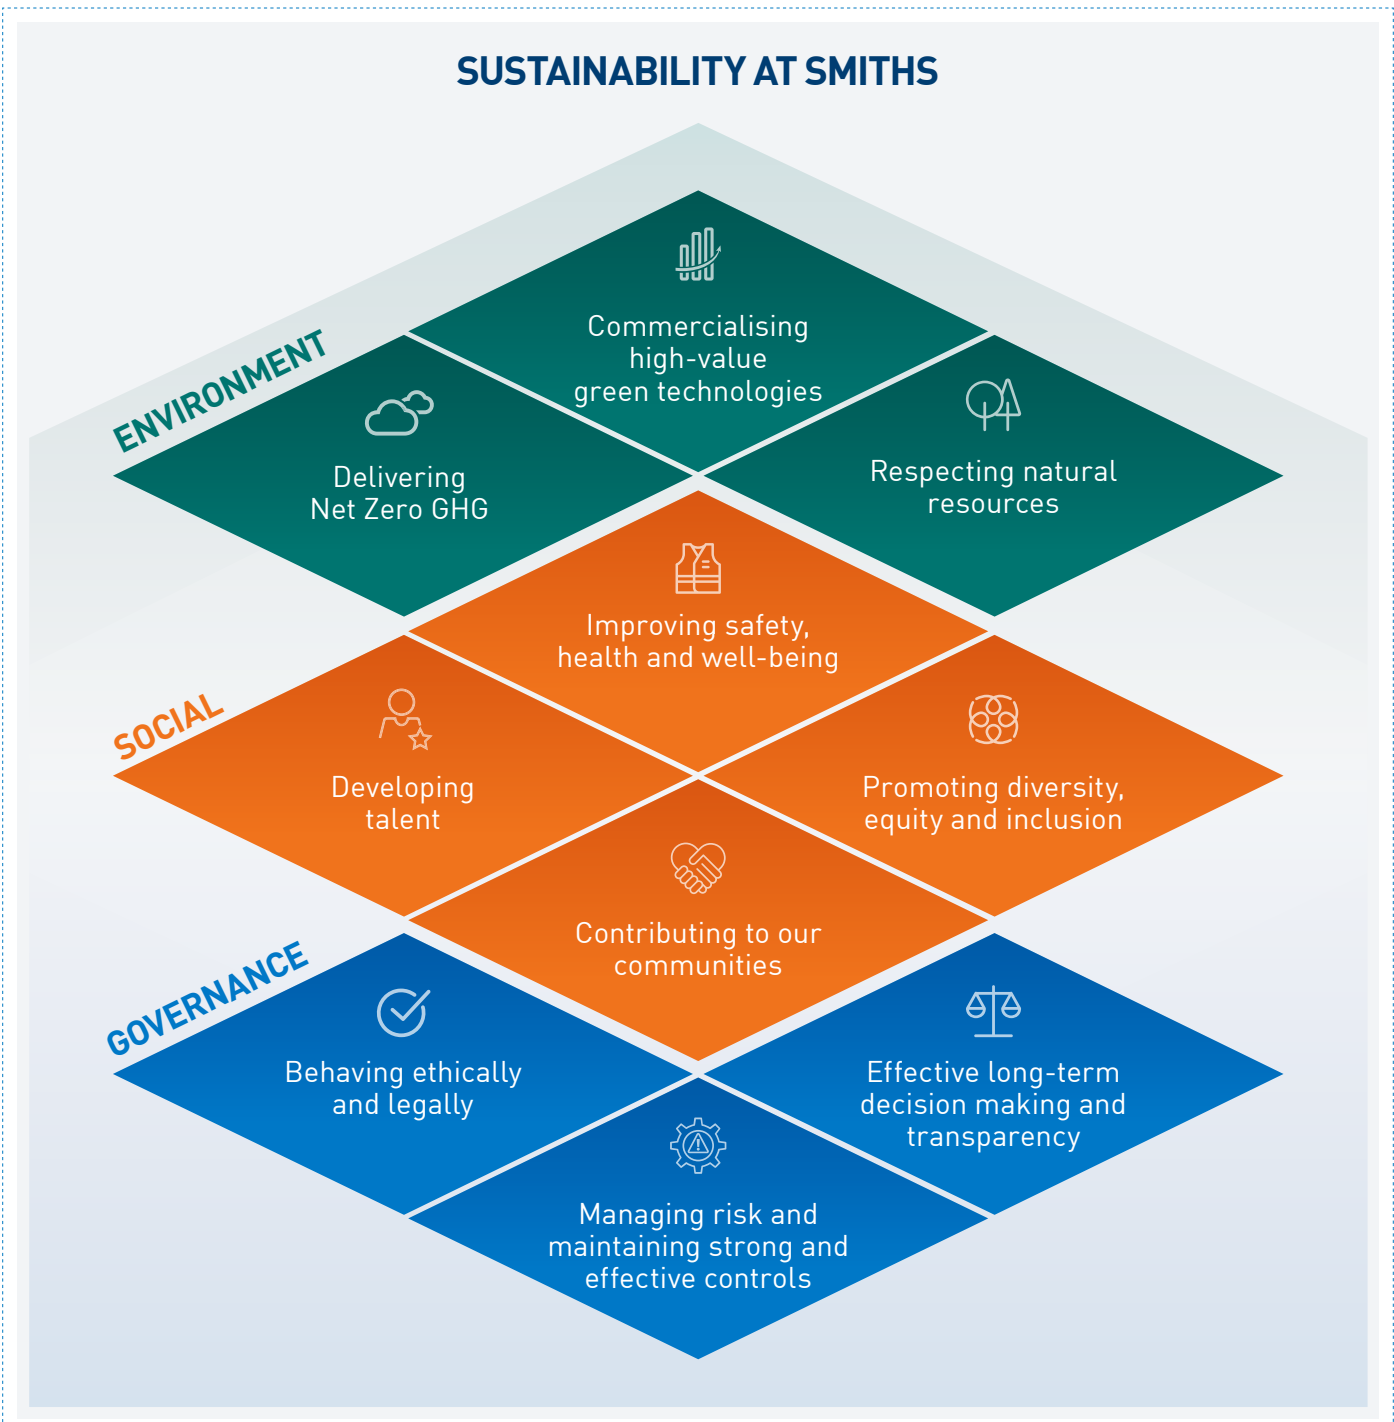 SUSTAINABILITY AT SMITHS
ENVIRONMENT
Commercialising
high-value
green technologies
Delivering
Net Zero GHG
Respecting natural
resources
SOCIAL
Improving safety,
health and well-being
Developing
talent
Promoting diversity,
equity and inclusion
Contributing to our
communities
GOVERNANCE
Behaving ethically
and legally
Effective long-term
decision making and
transparency
Managing risk and
maintaining strong and
effective controls